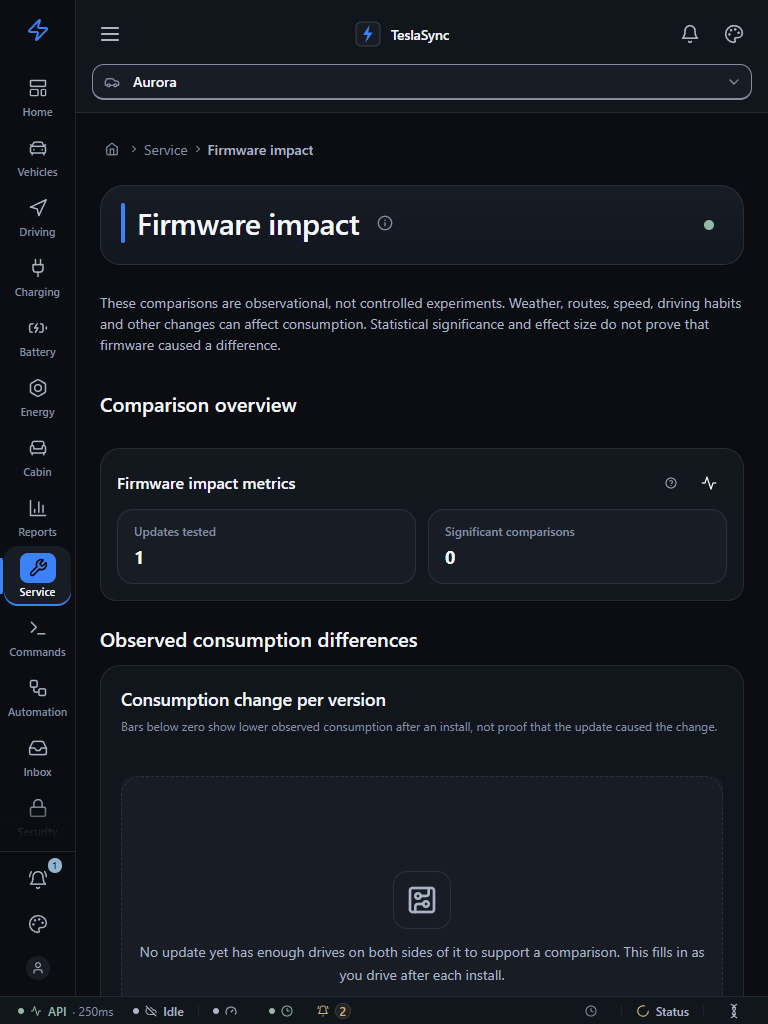 TeslaSync
Aurora
Home
Vehicles
Driving
Charging
Battery
Energy
Cabin
Reports
Service
Commands
Automation
Inbox
Security
1
Service > Firmware impact
Firmware impact
These comparisons are observational, not controlled experiments. Weather, routes, speed, driving habits
and other changes can affect consumption. Statistical significance and effect size do not prove that
firmware caused a difference.
Comparison overview
Firmware impact metrics
Updates tested
1
Significant comparisons
0
Observed consumption differences
Consumption change per version
Bars below zero show lower observed consumption after an install, not proof that the update caused the change.
No update yet has enough drives on both sides of it to support a comparison. This fills in as
you drive after each install.
API · 250ms
Idle
2
Status